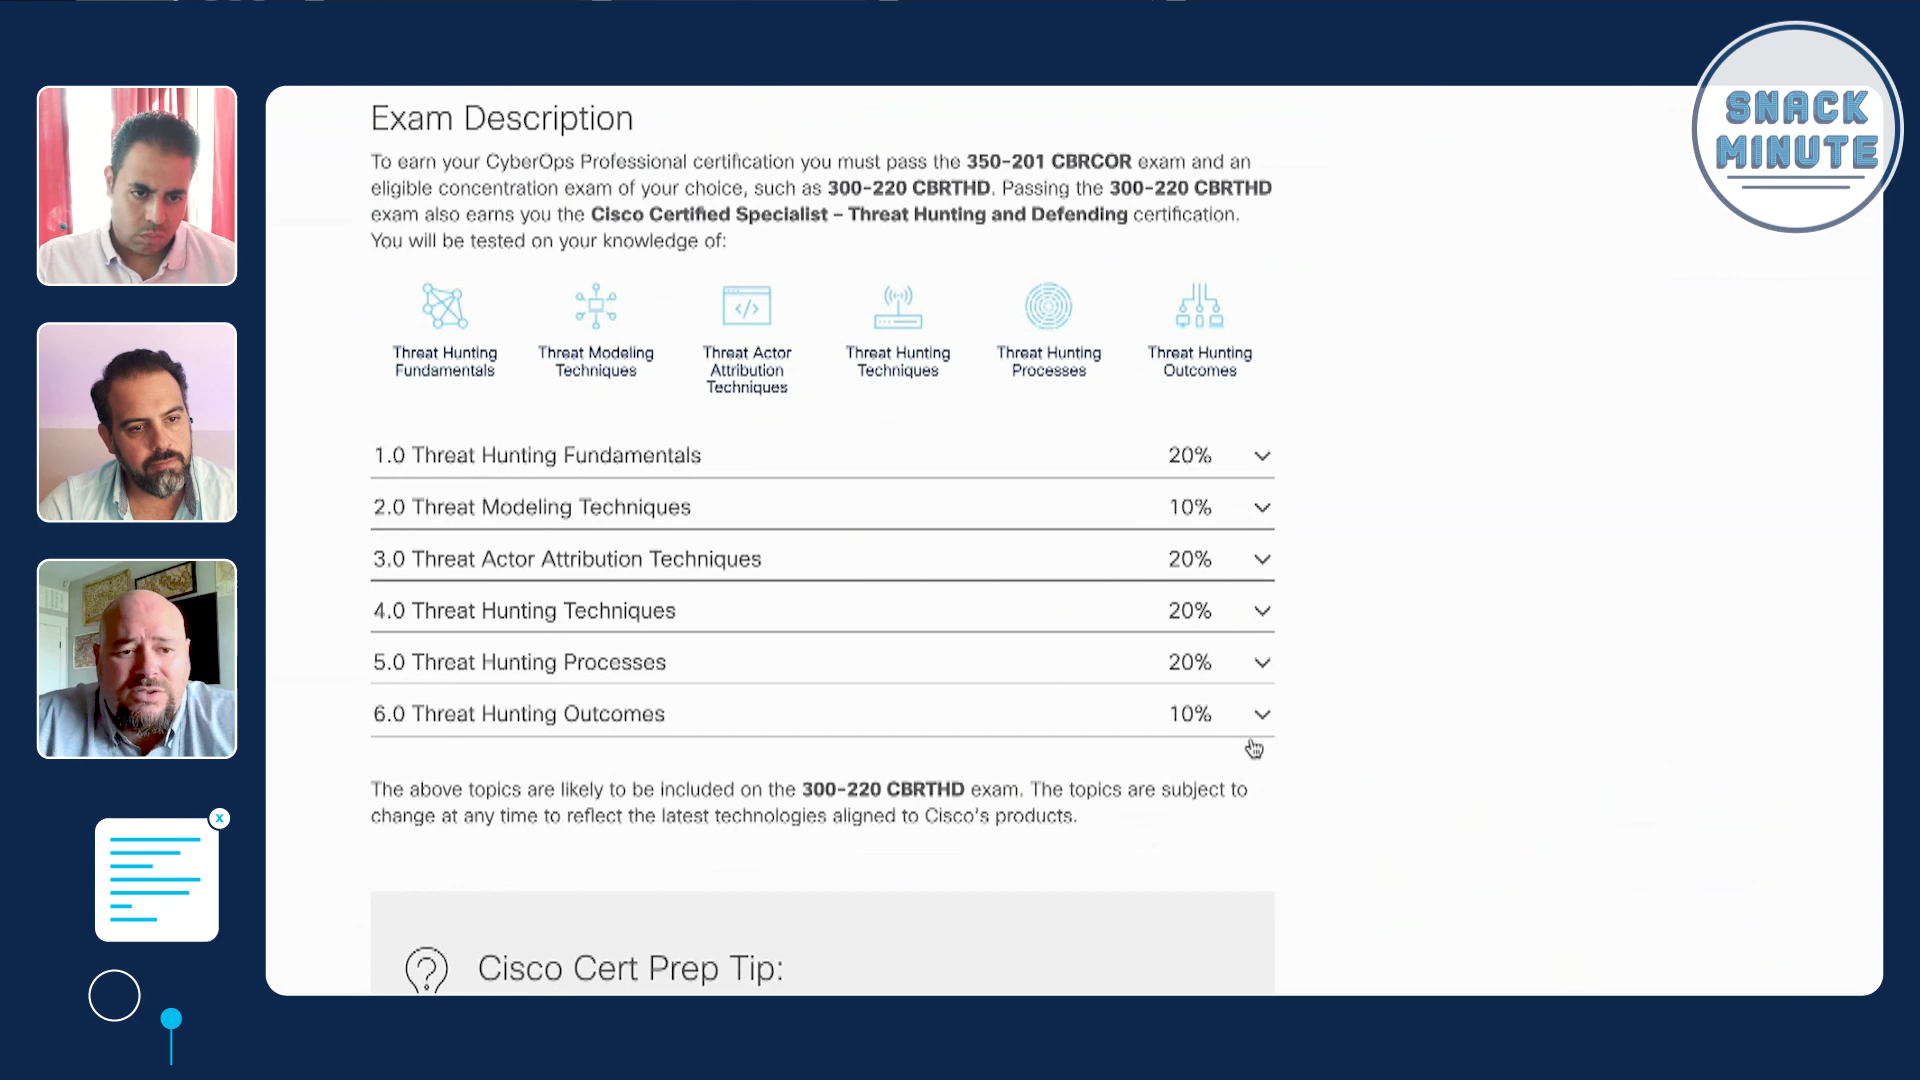 SNACK
MINUTE
Exam Description
To earn your CyberOps Professional certification you must pass the 350-201 CBRCOR exam and an
eligible concentration exam of your choice, such as 300-220 CBRTHD. Passing the 300-220 CBRTHD
exam also earns you the Cisco Certified Specialist – Threat Hunting and Defending certification.
You will be tested on your knowledge of:
Threat Hunting
Fundamentals
Threat Modeling
Techniques
Threat Actor
Attribution
Techniques
Threat Hunting
Techniques
Threat Hunting
Processes
Threat Hunting
Outcomes
1.0 Threat Hunting Fundamentals 20%
2.0 Threat Modeling Techniques 10%
3.0 Threat Actor Attribution Techniques 20%
4.0 Threat Hunting Techniques 20%
5.0 Threat Hunting Processes 20%
6.0 Threat Hunting Outcomes 10%
The above topics are likely to be included on the 300-220 CBRTHD exam. The topics are subject to
change at any time to reflect the latest technologies aligned to Cisco's products.
x
? Cisco Cert Prep Tip: